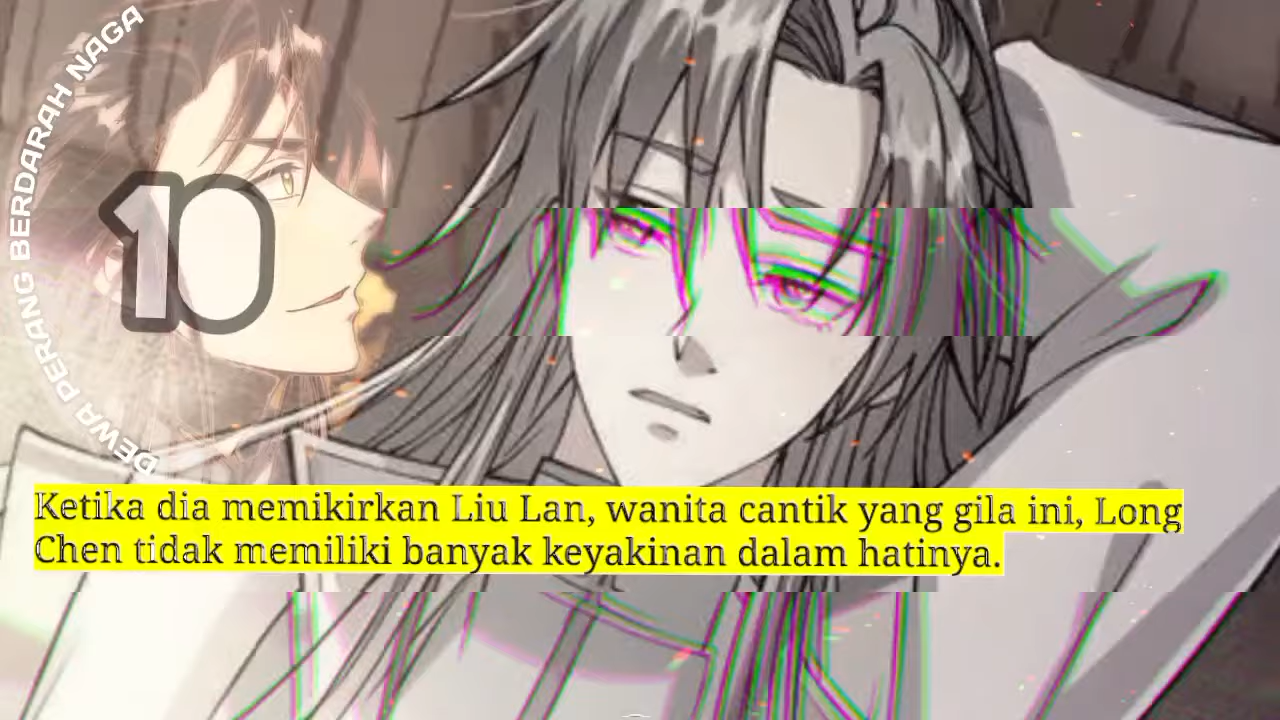 DEWA PERANG BERDARAH NAGA
10
Ketika dia memikirkan Liu Lan, wanita cantik yang gila ini, Long
Chen tidak memiliki banyak keyakinan dalam hatinya.